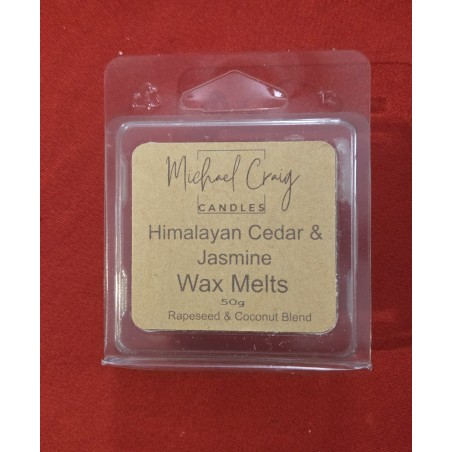 Michael Craig
CANDLES
Himalayan Cedar &
Jasmine
Wax Melts
50g
Rapeseed & Coconut Blend